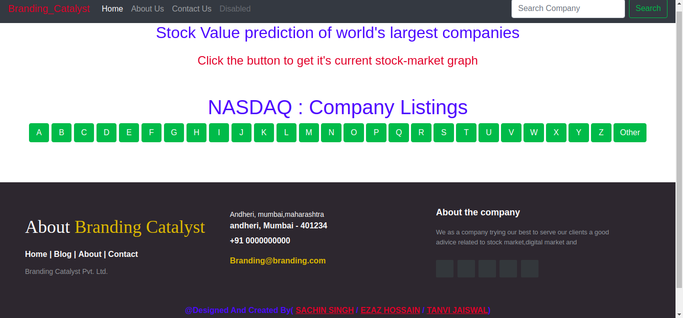 Branding_Catalyst Home About Us Contact Us Disabled Search Company Search
Stock Value prediction of world's largest companies
Click the button to get it's current stock-market graph
NASDAQ : Company Listings
A B C D E F G H I J K L M N O P Q R S T U V W X Y Z Other
About Branding Catalyst
Home | Blog | About | Contact
Branding Catalyst Pvt. Ltd.
Andheri, mumbai,maharashtra
andheri, Mumbai - 401234
+91 0000000000
Branding@branding.com
About the company
We as a company trying our best to serve our clients a good
advice related to stock market,digital market and
@Designed And Created By| SACHIN SINGH | EZAZ HOSSAIN | TANVI JAISWAL|